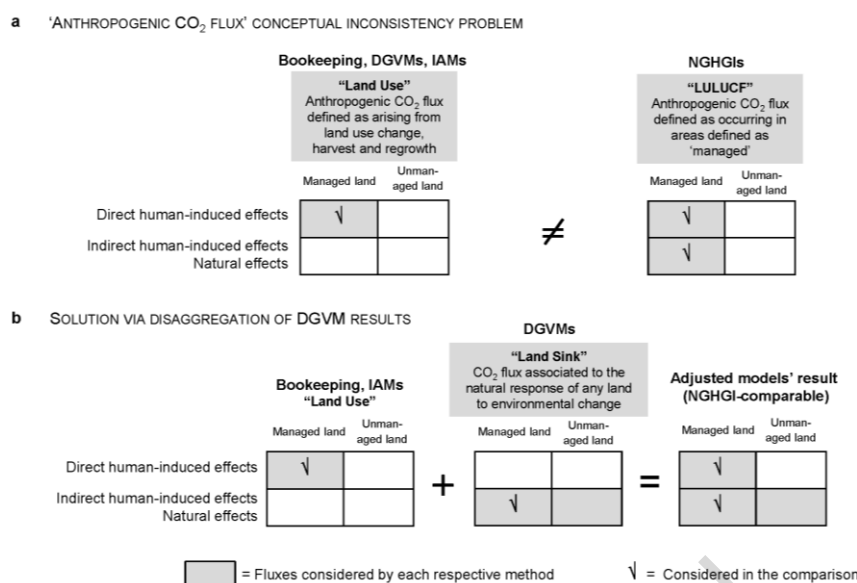 a 'ANTHROPOGENIC CO2 FLUX' CONCEPTUAL INCONSISTENCY PROBLEM
Bookeeping, DGVMs, IAMs
"Land Use"
Anthropogenic CO2 flux
defined as arising from
land use change,
harvest and regrowth
NGHGIs
"LULUCF"
Anthropogenic CO2 flux
defined as occurring in
areas defined as
'managed'
Managed land
Unman-
aged land
Managed land
Unman-
aged land
Direct human-induced effects √ √
≠
Indirect human-induced effects
Natural effects √
b SOLUTION VIA DISAGGREGATION OF DGVM RESULTS
DGVMs
"Land Sink"
CO2 flux associated to the
natural response of any land
to environmental change
Bookeeping, IAMs
"Land Use"
Adjusted models' result
(NGHGI-comparable)
Managed land
Unman-
aged land
Managed land
Unman-
aged land
Managed land
Unman-
aged land
Direct human-induced effects √ √
+ =
Indirect human-induced effects √ √
Natural effects
= Fluxes considered by each respective method √ = Considered in the comparison